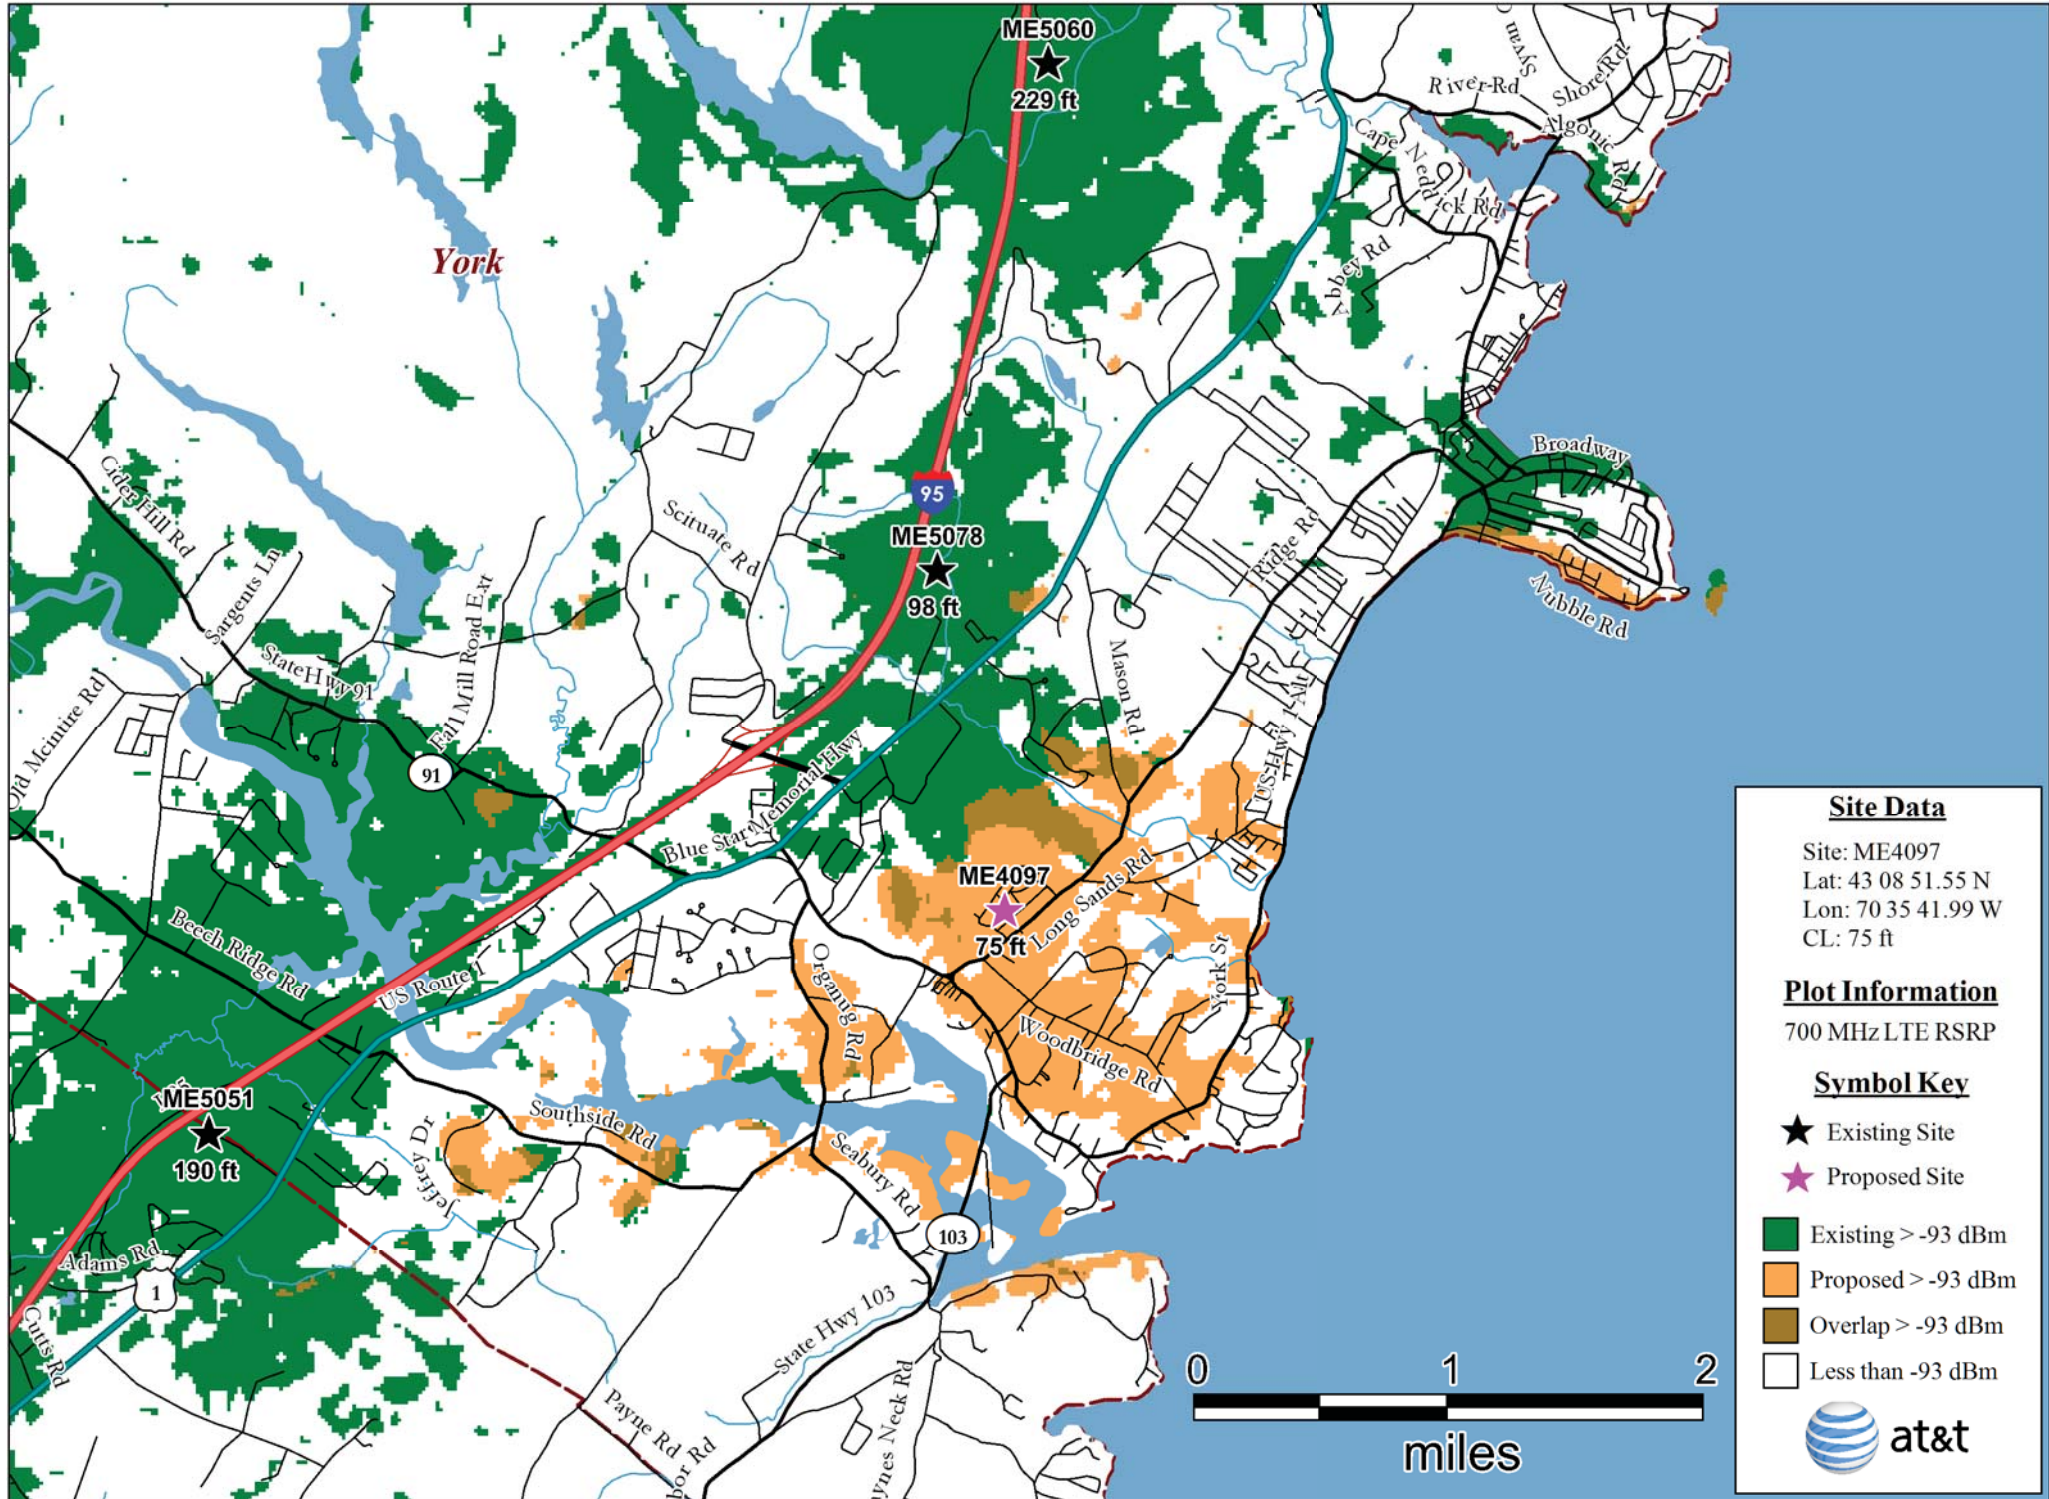 ME5060
229 ft
River Rd
Shore Rd
Algonic Rd
Cape Neddick Rd
York
Abbey Rd
Broadway
Nubble Rd
Cider Hill Rd
Sargents Ln
State Hwy 91
Fall Mill Road Ext
Scituate Rd
95
ME5078
98 ft
Ridge Rd
Mason Rd
US Hwy 1 Alt
Old Mcintire Rd
91
Blue Star Memorial Hwy
ME4097
75 ft
Long Sands Rd
York St
Beech Ridge Rd
US Route 1
Organug Rd
Woodbridge Rd
ME5051
190 ft
Jeffrey Dr
Southside Rd
Seabury Rd
103
Adams Rd
1
Cutts Rd
State Hwy 103
Payne Rd
bor Rd
aynes Neck Rd
0 1 2
miles
Site Data
Site: ME4097
Lat: 43 08 51.55 N
Lon: 70 35 41.99 W
CL: 75 ft
Plot Information
700 MHz LTE RSRP
Symbol Key
Existing Site
Proposed Site
Existing > -93 dBm
Proposed > -93 dBm
Overlap > -93 dBm
Less than -93 dBm
at&t